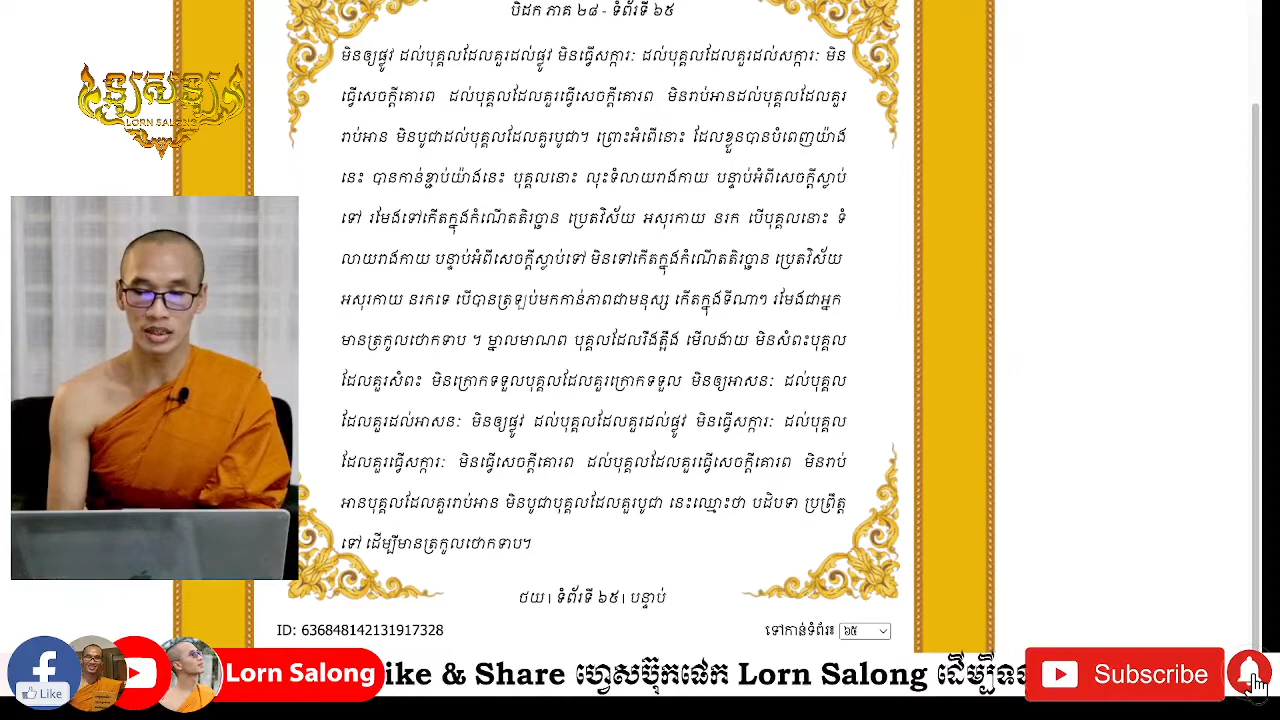 បិដក ភាគ ២៨ - ទំព័រទី ៦៥
មិនឲ្យផ្លូវ ដល់បុគ្គលដែលគួរដល់ផ្លូវ មិនធ្វើសក្ការៈ ដល់បុគ្គលដែលគួរដល់សក្ការៈ មិន
ធ្វើសេចក្តីគោរព ដល់បុគ្គលដែលគួរធ្វើសេចក្តីគោរព មិនរាប់អានដល់បុគ្គលដែលគួរ
រាប់អាន មិនបូជាដល់បុគ្គលដែលគួរបូជា។ ព្រោះអំពើនោះ ដែលខ្លួនបានបំពេញយ៉ាង
នេះ បានកាន់ខ្ជាប់យ៉ាងនេះ បុគ្គលនោះ លុះទំលាយរាងកាយ បន្ទាប់អំពីសេចក្តីស្លាប់
ទៅ រមែងទៅកើតក្នុងកំណើតតិរច្ឆាន ប្រេតវិស័យ អសុរកាយ នរក បើបុគ្គលនោះ ទំ
លាយរាងកាយ បន្ទាប់អំពីសេចក្តីស្លាប់ទៅ មិនទៅកើតក្នុងកំណើតតិរច្ឆាន ប្រេតវិស័យ
អសុរកាយ នរកទេ បើបានត្រឡប់មកកាន់ភាពជាមនុស្ស កើតក្នុងទីណាៗ រមែងជាអ្នក
មានត្រកូលថោកទាប ។ ម្នាលមាណព បុគ្គលដែលរឹងត្អឹង មើលងាយ មិនសំពះបុគ្គល
ដែលគួរសំពះ មិនក្រោកទទួលបុគ្គលដែលគួរក្រោកទទួល មិនឲ្យអាសនៈ ដល់បុគ្គល
ដែលគួរដល់អាសនៈ មិនឲ្យផ្លូវ ដល់បុគ្គលដែលគួរដល់ផ្លូវ មិនធ្វើសក្ការៈ ដល់បុគ្គល
ដែលគួរធ្វើសក្ការៈ មិនធ្វើសេចក្តីគោរព ដល់បុគ្គលដែលគួរធ្វើសេចក្តីគោរព មិនរាប់
អានបុគ្គលដែលគួររាប់អាន មិនបូជាបុគ្គលដែលគួរបូជា នេះឈ្មោះថា បដិបទា ប្រព្រឹត្ត
ទៅ ដើម្បីមានត្រកូលថោកទាប។
ថយ | ទំព័រទី ៦៥ | បន្ទាប់
ID: 636848142131917328
ទៅកាន់ទំព័រ៖ ៦៥
LORN SALONG
Like
Lorn Salong
ike & Share ហ្វេសប៊ុកផេក Lorn Salong ដើម្បីទទ
Subscribe